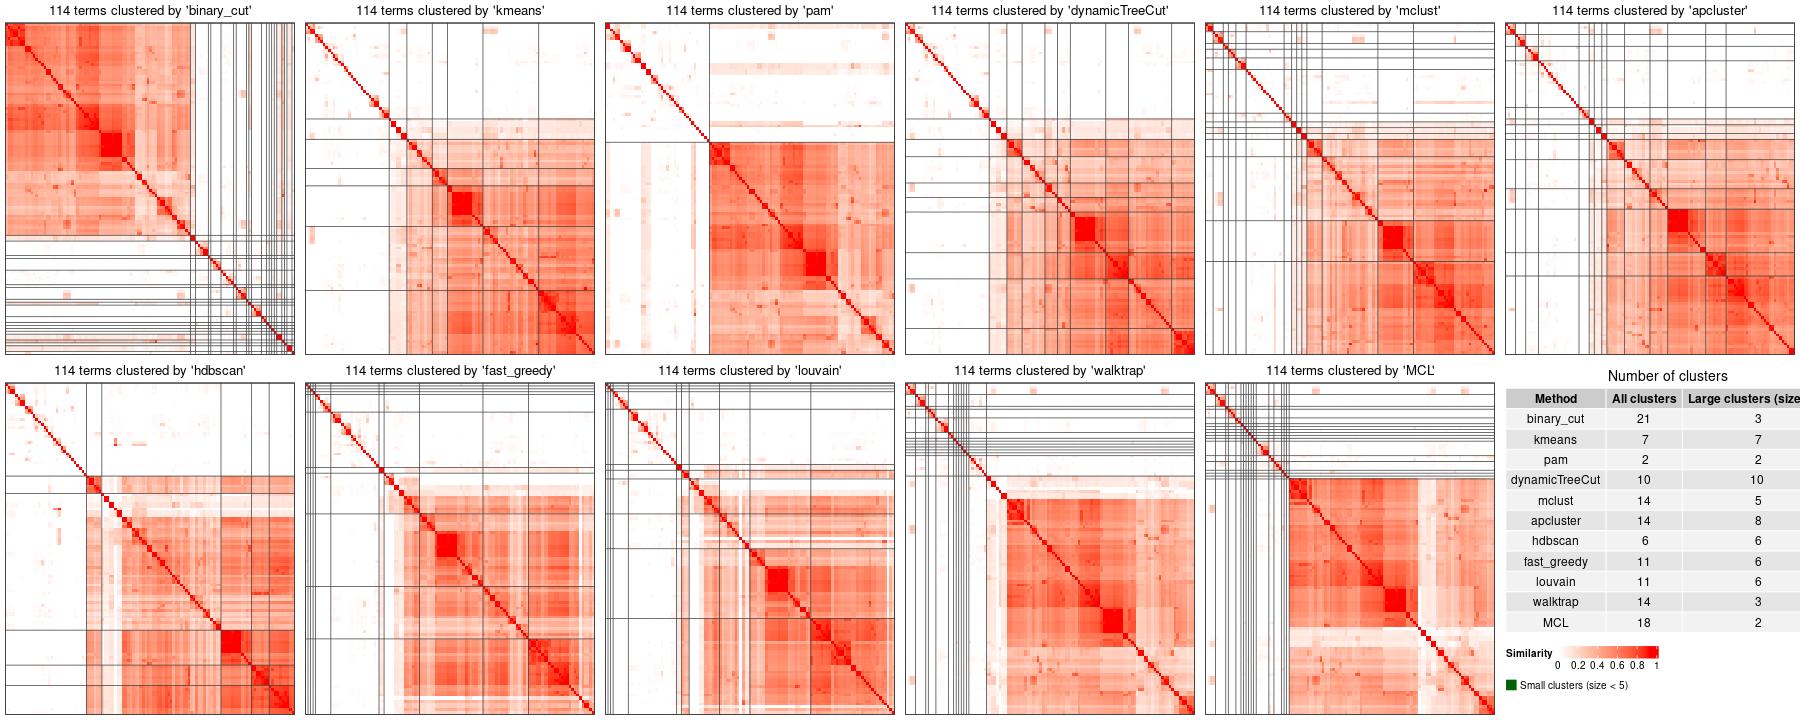 114 terms clustered by 'binary_cut'
114 terms clustered by 'kmeans'
114 terms clustered by 'pam'
114 terms clustered by 'dynamicTreeCut'
114 terms clustered by 'mclust'
114 terms clustered by 'apcluster'
114 terms clustered by 'hdbscan'
114 terms clustered by 'fast_greedy'
114 terms clustered by 'louvain'
114 terms clustered by 'walktrap'
114 terms clustered by 'MCL'
Number of clusters
Method All clusters Large clusters (size
binary_cut 21 3
kmeans 7 7
pam 2 2
dynamicTreeCut 10 10
mclust 14 5
apcluster 14 8
hdbscan 6 6
fast_greedy 11 6
louvain 11 6
walktrap 14 3
MCL 18 2
Similarity
0 0.2 0.4 0.6 0.8 1
Small clusters (size < 5)